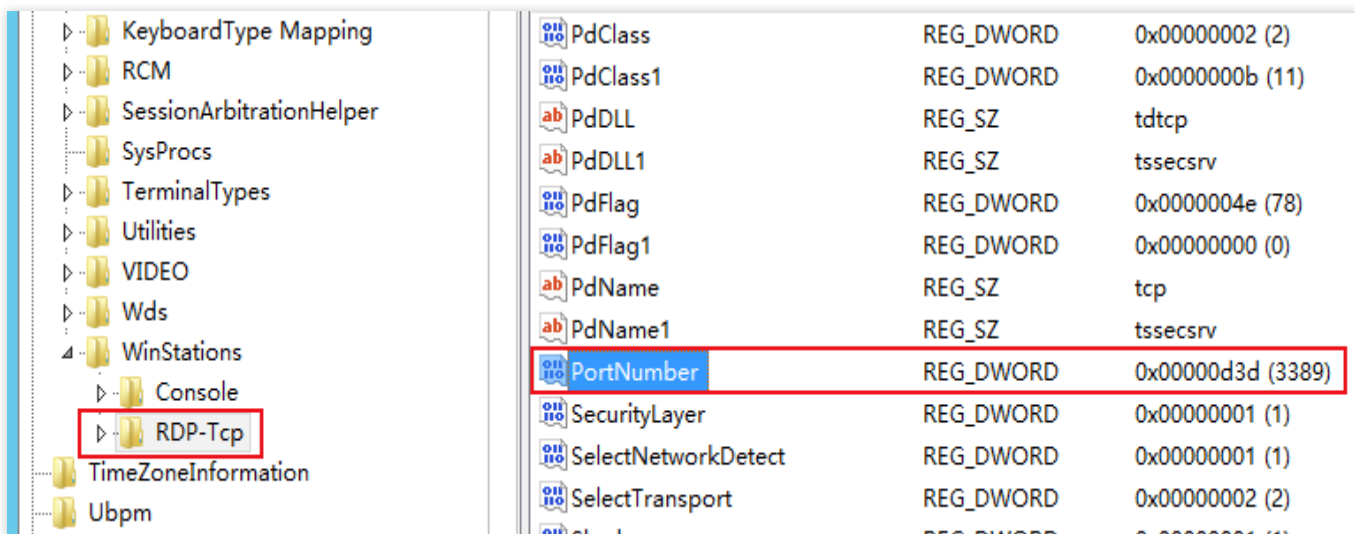 KeyboardType Mapping
RCM
SessionArbitrationHelper
SysProcs
TerminalTypes
Utilities
VIDEO
Wds
WinStations
Console
RDP-Tcp
TimeZoneInformation
Ubpm
PdClass REG_DWORD 0x00000002 (2)
PdClass1 REG_DWORD 0x0000000b (11)
PdDLL REG_SZ tdtcp
PdDLL1 REG_SZ tssecsrv
PdFlag REG_DWORD 0x0000004e (78)
PdFlag1 REG_DWORD 0x00000000 (0)
PdName REG_SZ tcp
PdName1 REG_SZ tssecsrv
PortNumber REG_DWORD 0x00000d3d (3389)
SecurityLayer REG_DWORD 0x00000001 (1)
SelectNetworkDetect REG_DWORD 0x00000001 (1)
SelectTransport REG_DWORD 0x00000002 (2)